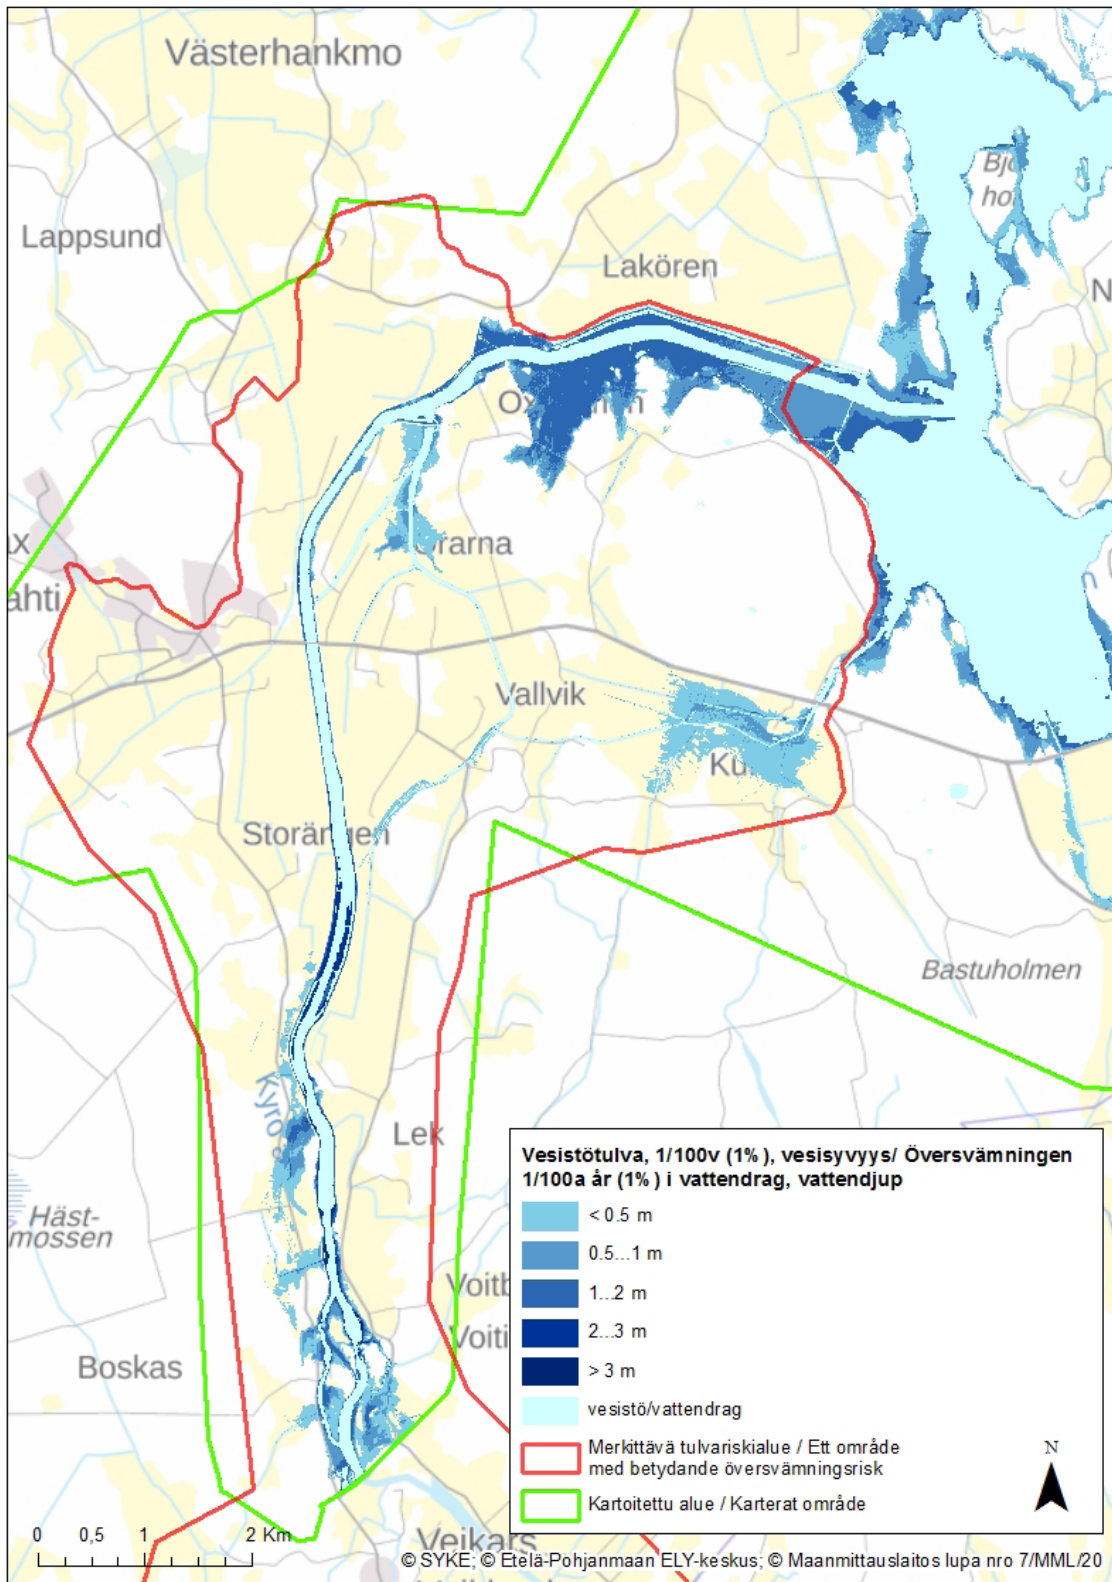 Västerhankmo
Lappsund
Lakören
Vallvik
Storängen
Bastuholmen
Lek
Häst-
mossen
Boskas
Veikars
Vesistötulva, 1/100v (1%), vesisyvyys/ Översvämningen
1/100a år (1%) i vattendrag, vattendjup
< 0.5 m
0.5...1 m
1...2 m
2...3 m
> 3 m
vesistö/vattendrag
Merkittävä tulvariskialue / Ett område
med betydande översvämningsrisk
Kartoitettu alue / Karterat område
N
0 0,5 1 2 Km
© SYKE; © Etelä-Pohjanmaan ELY-keskus; © Maanmittauslaitos lupa nro 7/MML/20